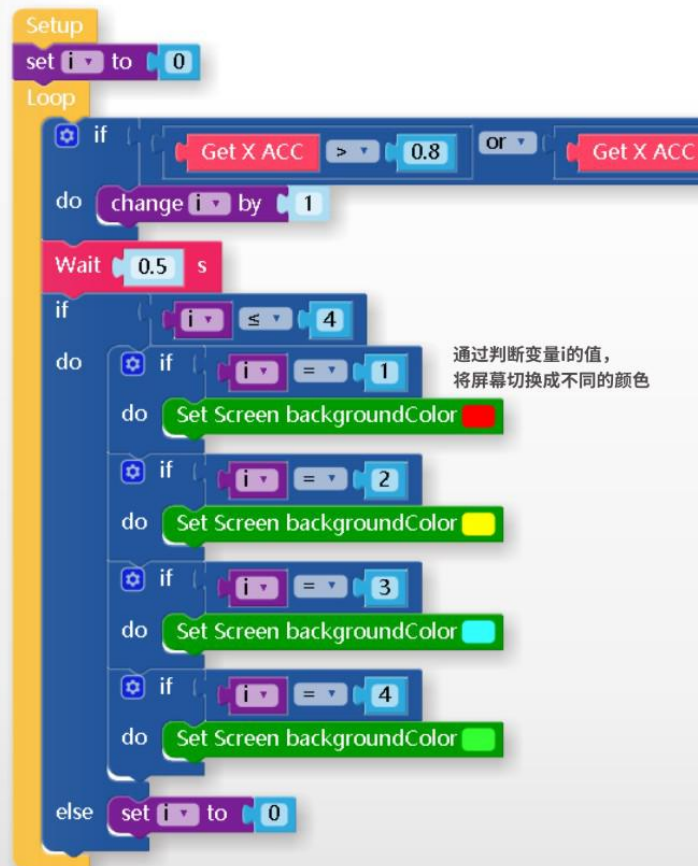 Setup
set i to 0
Loop
if Get X ACC > 0.8 or Get X ACC
do change i by 1
Wait 0.5 s
if i ≤ 4
do if i = 1
通过判断变量i的值，
将屏幕切换成不同的颜色
do Set Screen backgroundColor
if i = 2
do Set Screen backgroundColor
if i = 3
do Set Screen backgroundColor
if i = 4
do Set Screen backgroundColor
else set i to 0